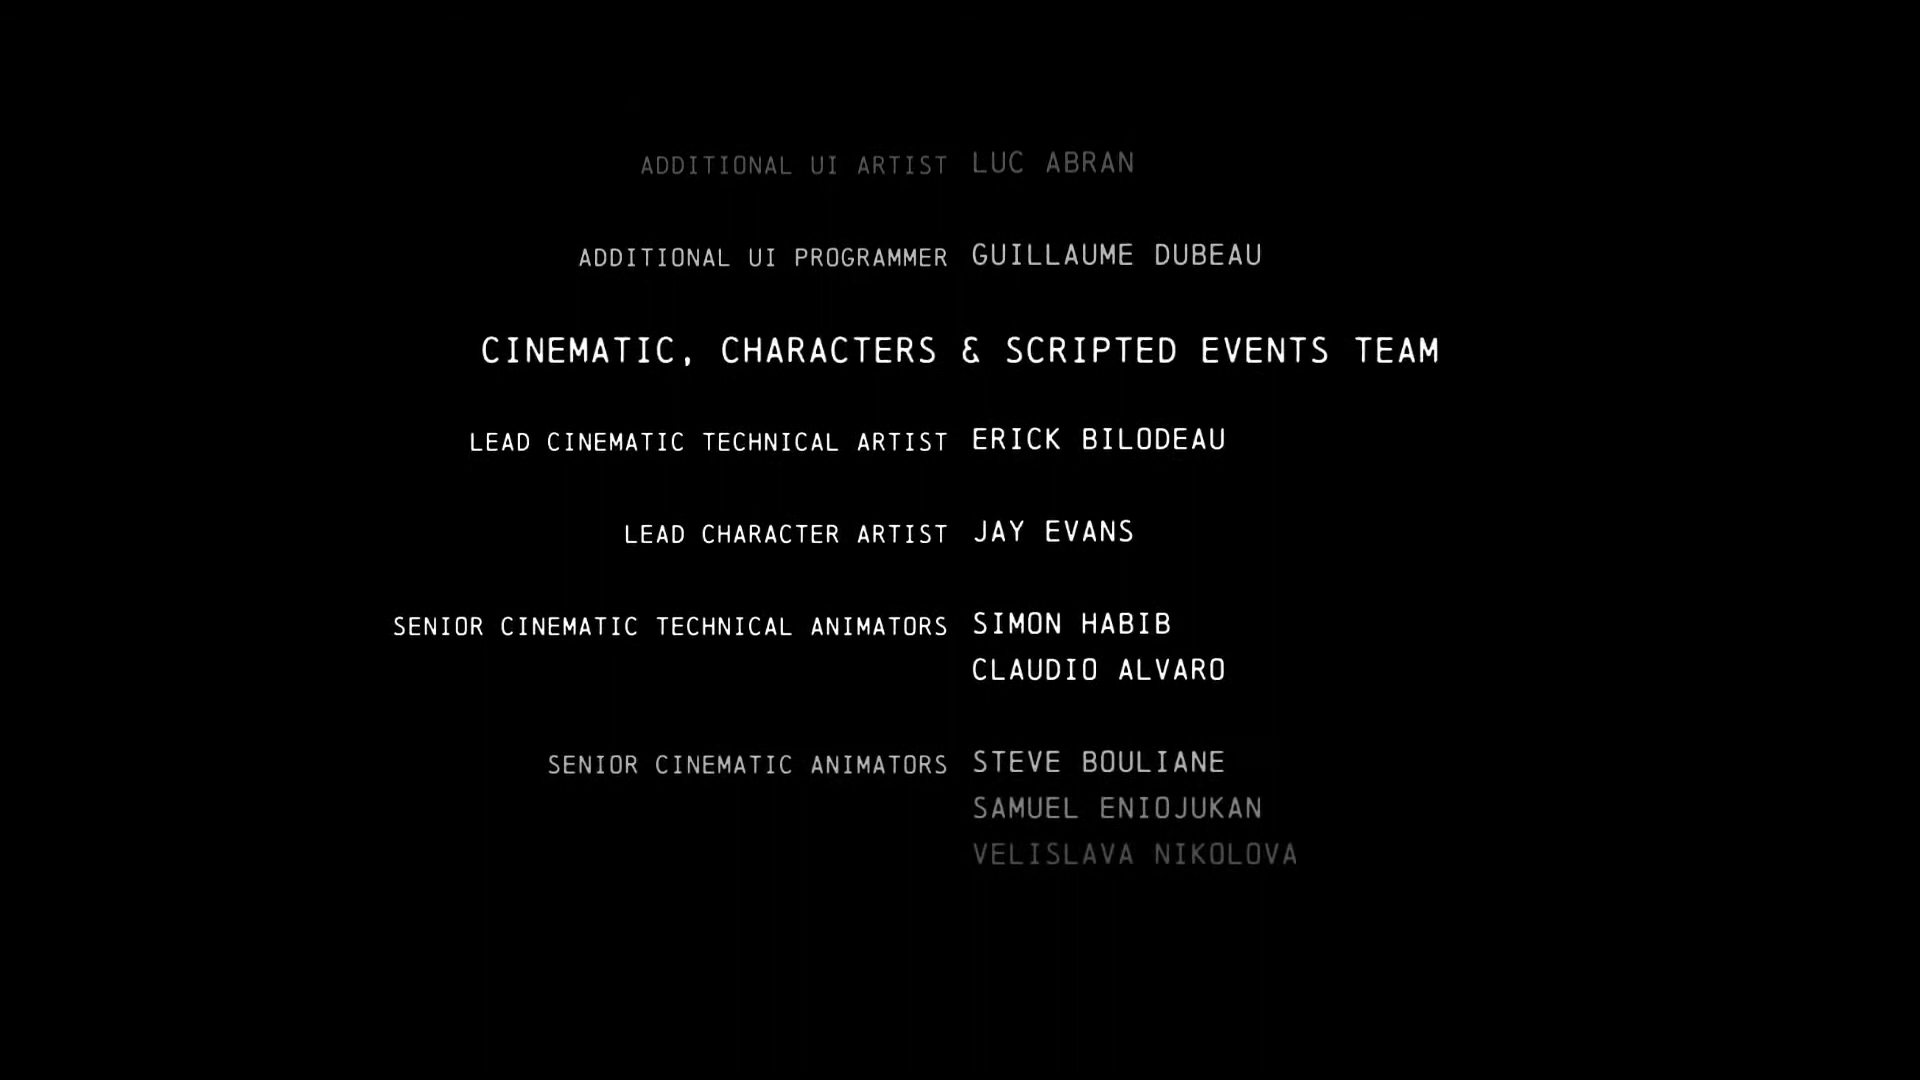 ADDITIONAL UI ARTIST LUC ABRAN
ADDITIONAL UI PROGRAMMER GUILLAUME DUBEAU
CINEMATIC, CHARACTERS & SCRIPTED EVENTS TEAM
LEAD CINEMATIC TECHNICAL ARTIST ERICK BILODEAU
LEAD CHARACTER ARTIST JAY EVANS
SENIOR CINEMATIC TECHNICAL ANIMATORS SIMON HABIB
CLAUDIO ALVARO
SENIOR CINEMATIC ANIMATORS STEVE BOULIANE
SAMUEL ENIOJUKAN
VELISLAVA NIKOLOVA